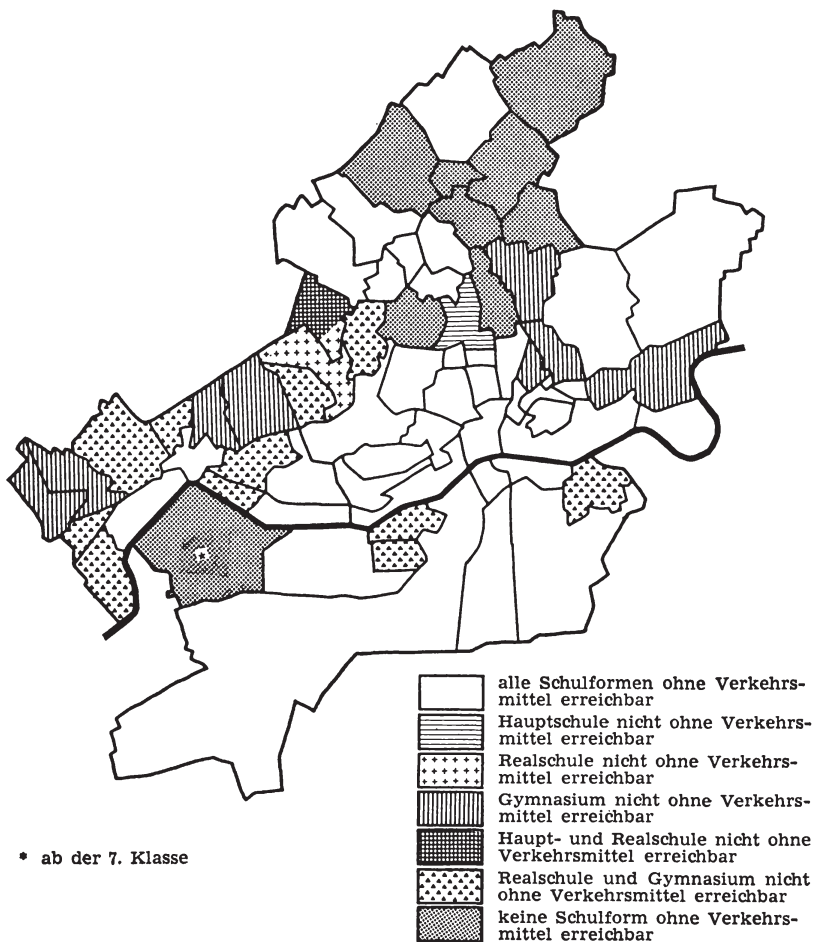 alle Schulformen ohne Verkehrs-
mittel erreichbar
Hauptschule nicht ohne Verkehrs-
mittel erreichbar
Realschule nicht ohne Verkehrs-
mittel erreichbar
Gymnasium nicht ohne Verkehrs-
mittel erreichbar
Haupt- und Realschule nicht ohne
Verkehrsmittel erreichbar
Realschule und Gymnasium nicht
ohne Verkehrsmittel erreichbar
keine Schulform ohne Verkehrs-
mittel erreichbar
* ab der 7. Klasse
*